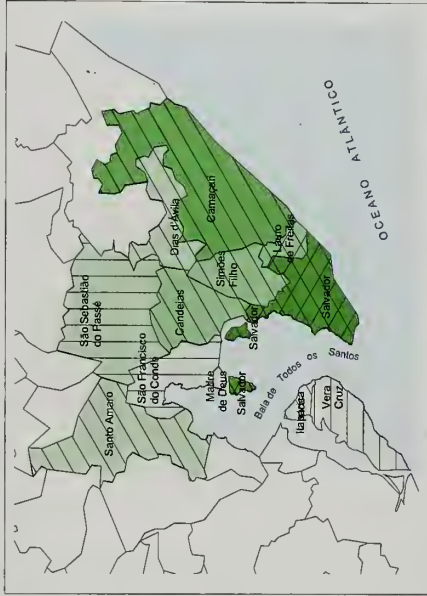 São Sebastião
do Passé
Santo Amaro
São Francisco
do Conde
Candeias
Dias d'Ávila
Camaçari
Simões
Filho
Lauro
de Freitas
Madre
de Deus
Salvador
Salvador
Salvador
Baía de Todos os Santos
Vera
Cruz
OCEANO ATLÂNTICO